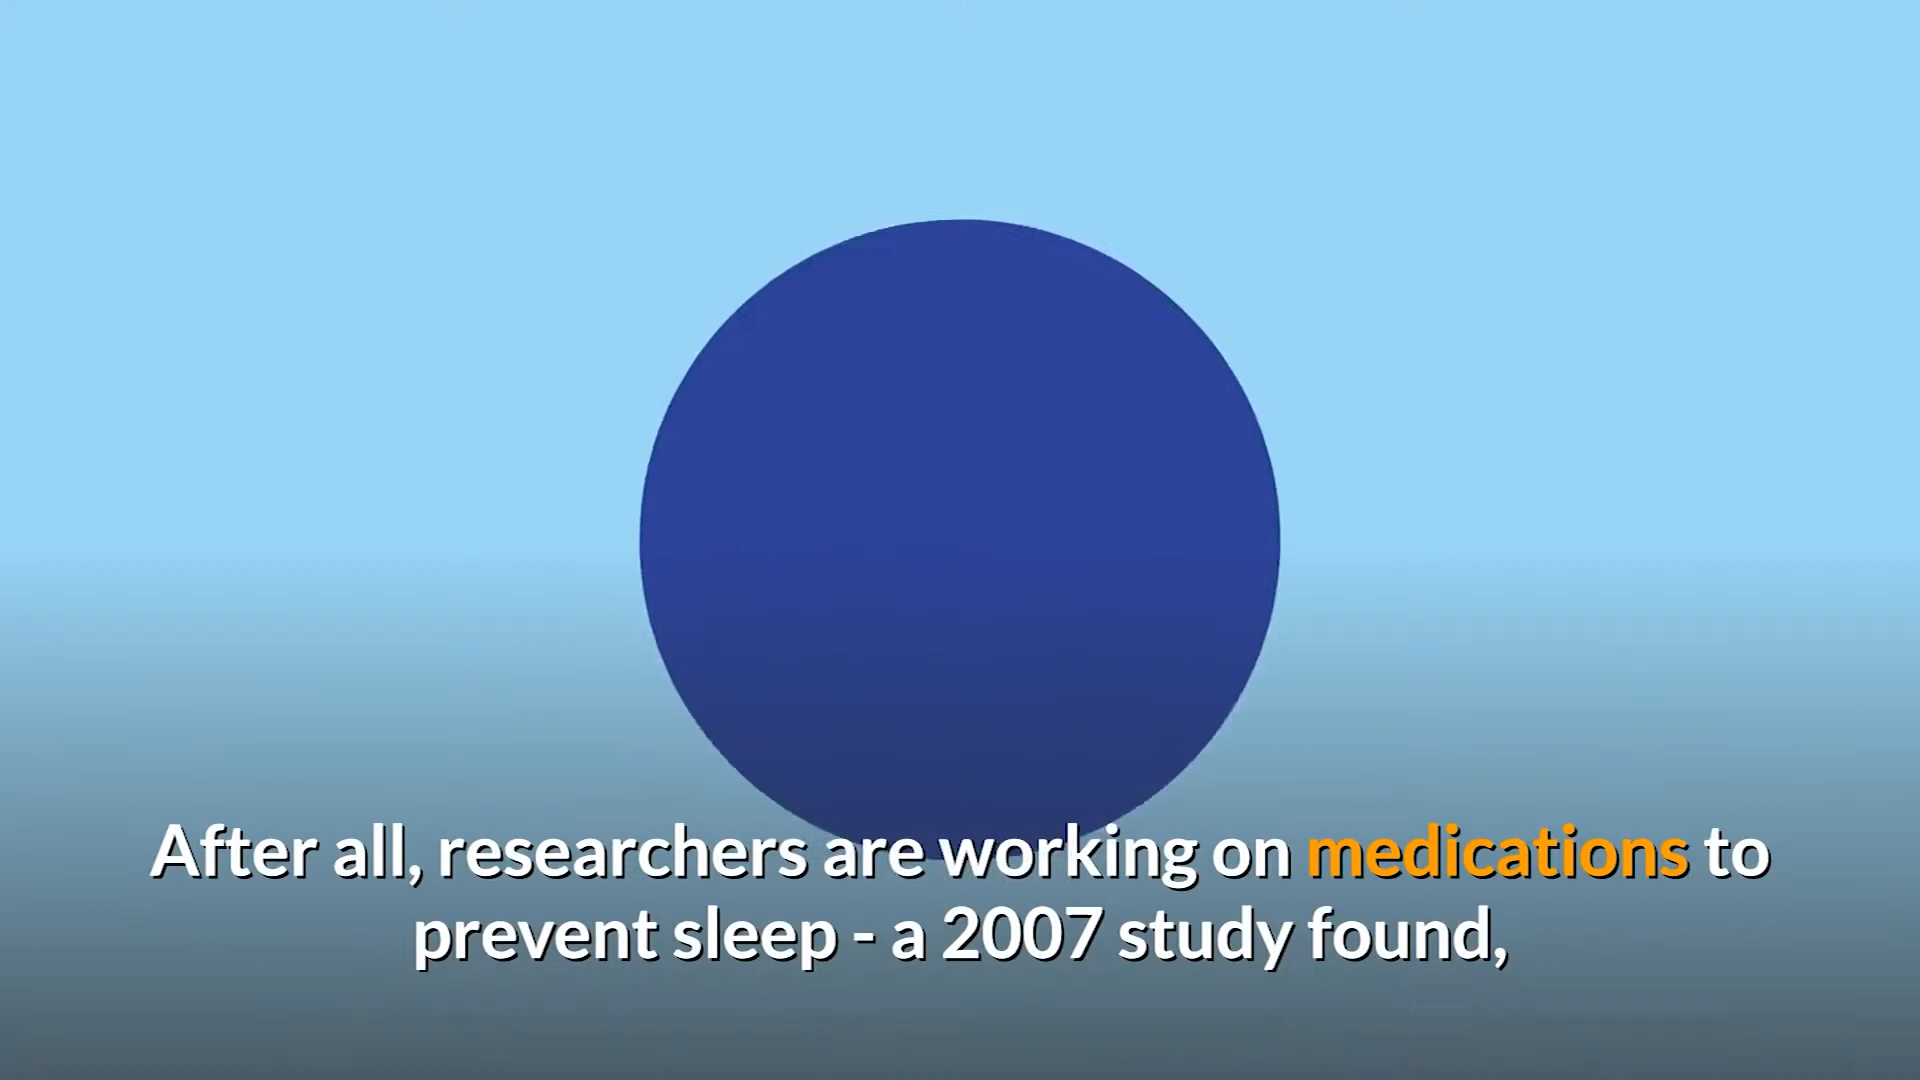 After all, researchers are working on medications to
prevent sleep - a 2007 study found,